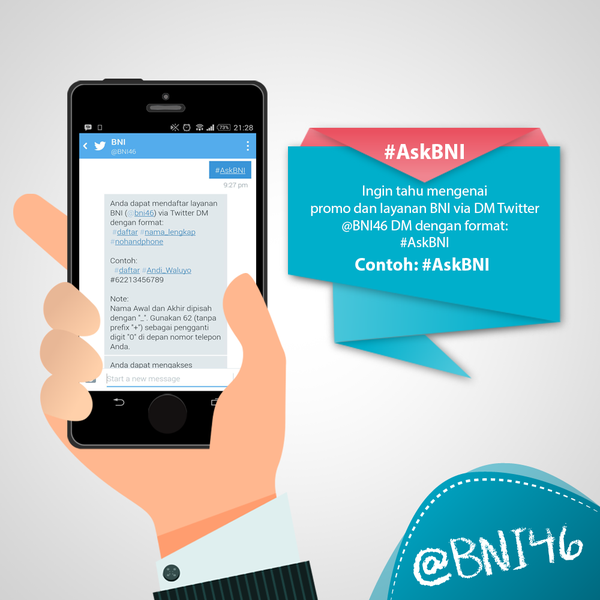 73% 21:28
BNI
@BNI46
#AskBNI
9:27 pm
Anda dapat mendaftar layanan
BNI (@bni46) via Twitter DM
dengan format:
#daftar #nama_lengkap
#nohandphone
Contoh:
#daftar #Andi_Waluyo
#62213456789
Note:
Nama Awal dan Akhir dipisah
dengan "_". Gunakan 62 (tanpa
prefix "+") sebagai pengganti
digit "0" di depan nomor telepon
Anda.
Anda dapat mengakses
Start a new message
#AskBNI
Ingin tahu mengenai
promo dan layanan BNI via DM Twitter
@BNI46 DM dengan format:
#AskBNI
Contoh: #AskBNI
@BNI46